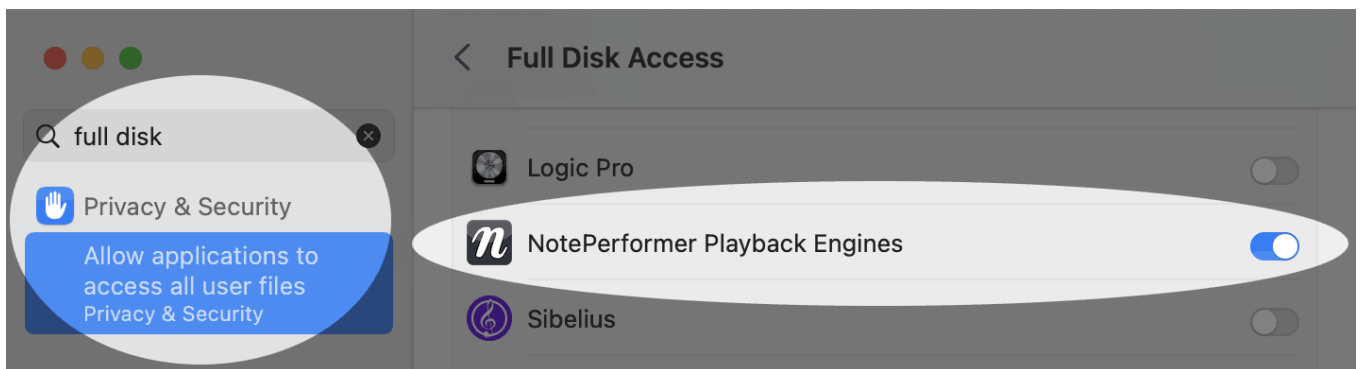 Full Disk Access
full disk
Privacy & Security
Allow applications to
access all user files
Privacy & Security
Logic Pro
NotePerformer Playback Engines
Sibelius